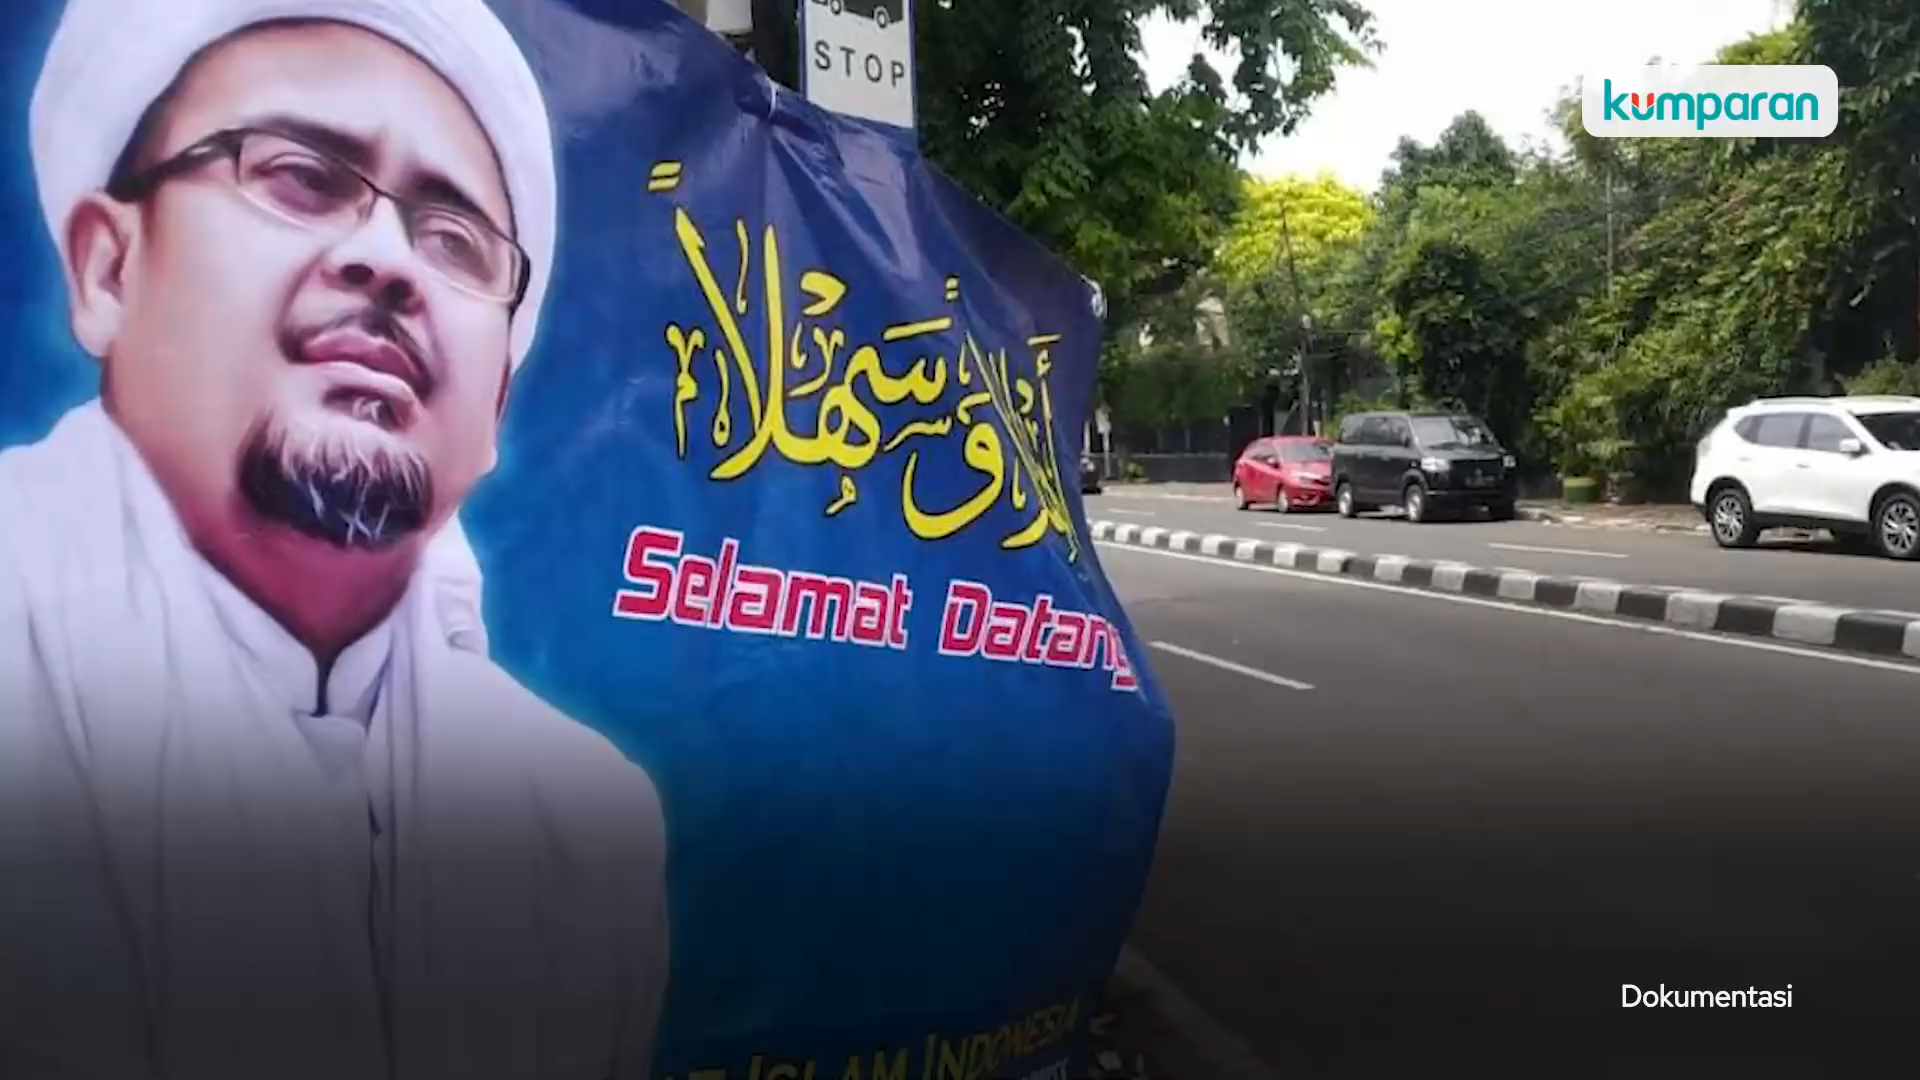 STOP
kumparan
أهلا وسهلاً
Selamat Datang
ISLAM INDONESIA
Dokumentasi